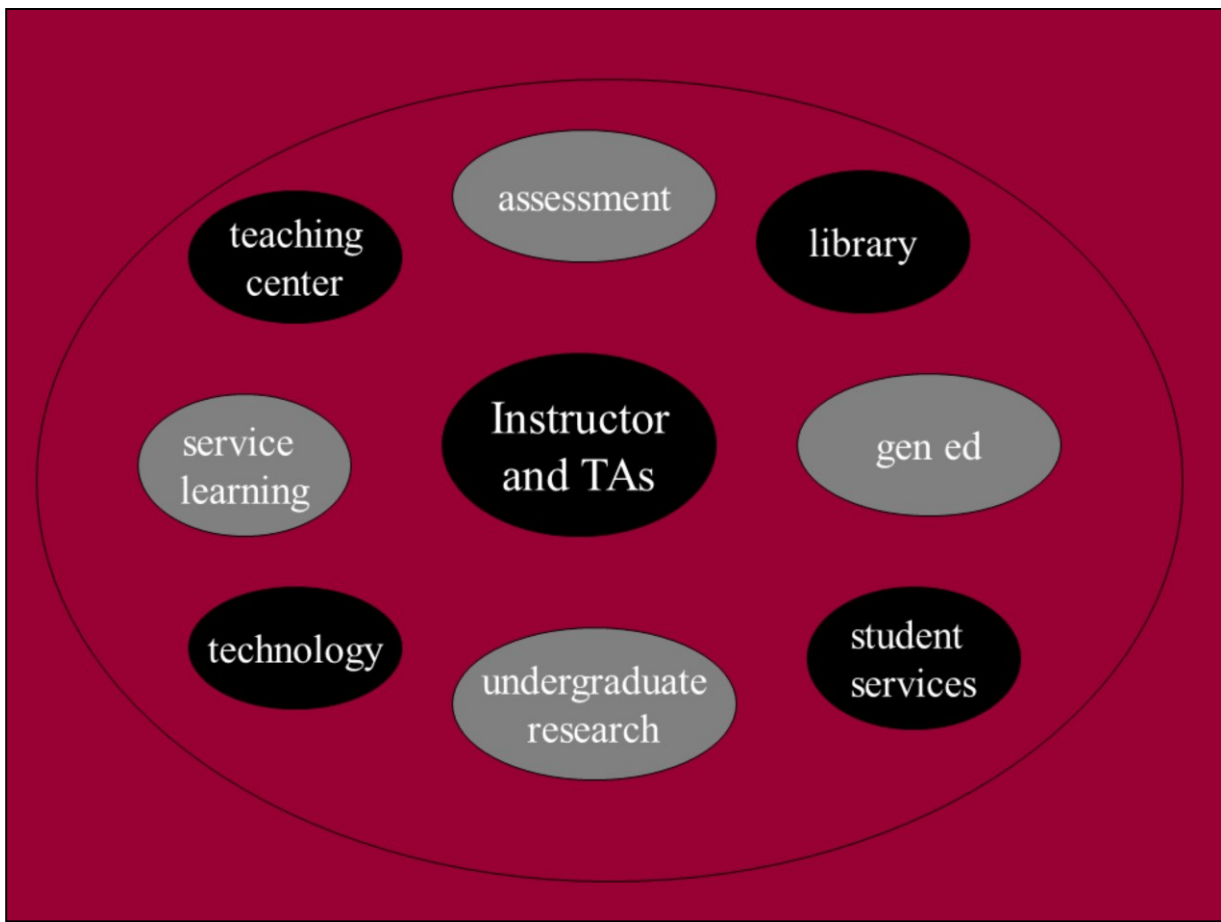 assessment
teaching
center
library
Instructor
and TAs
service
learning
gen ed
technology
undergraduate
research
student
services